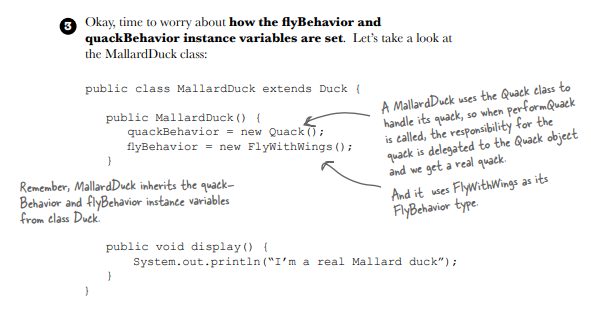 3 Okay, time to worry about how the flyBehavior and
quackBehavior instance variables are set. Let's take a look at
the MallardDuck class:
public class MallardDuck extends Duck {
public MallardDuck() {
quackBehavior = new Quack();
flyBehavior = new FlyWithWings();
}
A MallardDuck uses the Quack class to
handle its quack, so when performQuack
is called, the responsibility for the
quack is delegated to the Quack object
and we get a real quack.
And it uses FlyWithWings as its
FlyBehavior type.
Remember, MallardDuck inherits the quack-
Behavior and flyBehavior instance variables
from class Duck.
public void display() {
System.out.println(“I’m a real Mallard duck”);
}
}